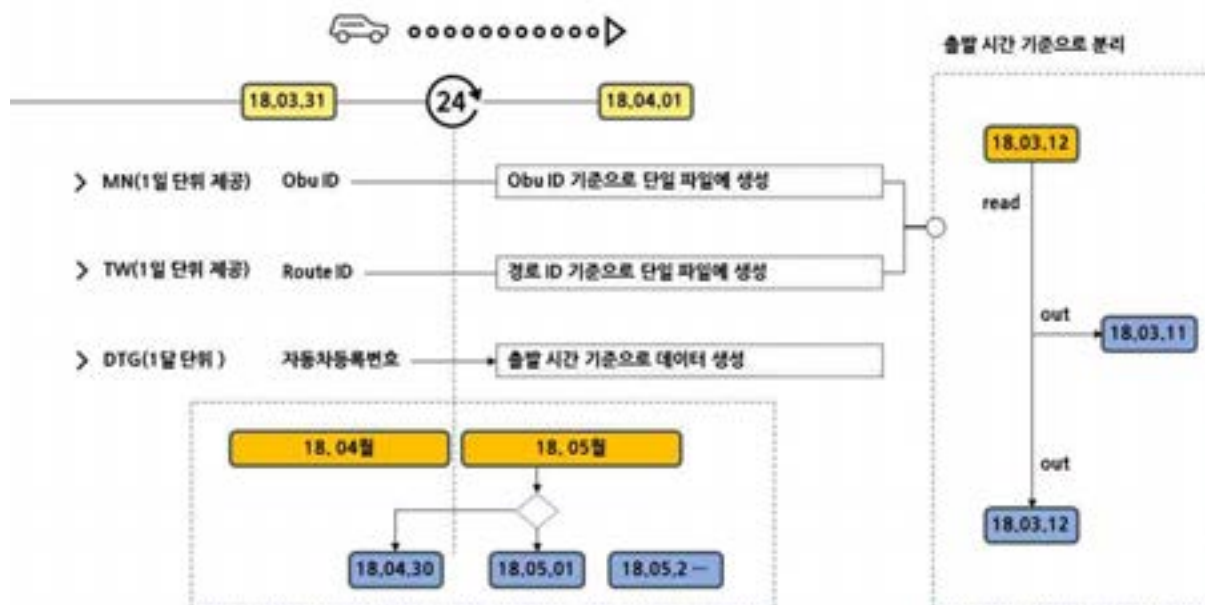 출발 시간 기준으로 분리
18.03.31
24
18.04.01
18.03.12
MN(1일 단위 제공) Obu ID Obu ID 기준으로 단일 파일에 생성
read
TW(1일 단위 제공) Route ID 경로 ID 기준으로 단일 파일에 생성
out
18.03.11
DTG(1달 단위 ) 자동차등록번호 출발 시간 기준으로 데이터 생성
18. 04월 18. 05월
out
18.03.12
18.04.30 18.05.01 18.05.2 ―